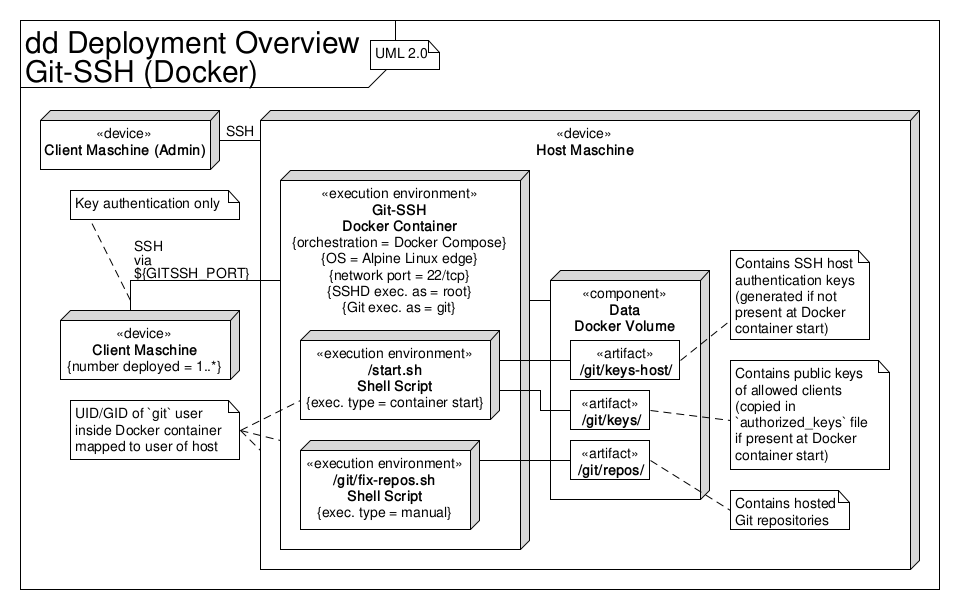 dd Deployment Overview
Git-SSH (Docker)
UML 2.0
«device»
Client Maschine (Admin)
SSH
«device»
Host Maschine
Key authentication only
SSH
via
${GITSSH_PORT}
«device»
Client Maschine
{number deployed = 1..*}
UID/GID of `git` user
inside Docker container
mapped to user of host
«execution environment»
Git-SSH
Docker Container
{orchestration = Docker Compose}
{OS = Alpine Linux edge}
{network port = 22/tcp}
{SSHD exec. as = root}
{Git exec. as = git}
«execution environment»
/start.sh
Shell Script
{exec. type = container start}
«execution environment»
/git/fix-repos.sh
Shell Script
{exec. type = manual}
«component»
Data
Docker Volume
«artifact»
/git/keys-host/
«artifact»
/git/keys/
«artifact»
/git/repos/
Contains SSH host
authentication keys
(generated if not
present at Docker
container start)
Contains public keys
of allowed clients
(copied in
`authorized_keys` file
if present at Docker
container start)
Contains hosted
Git repositories